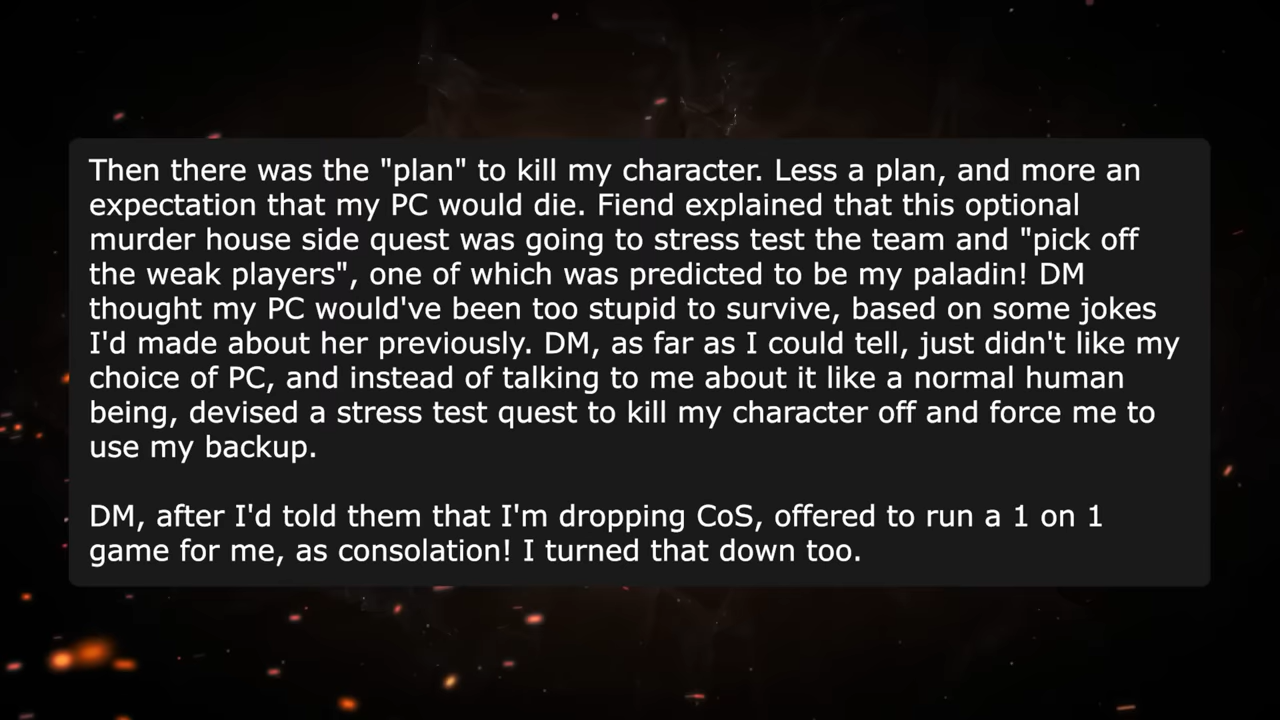 Then there was the "plan" to kill my character. Less a plan, and more an
expectation that my PC would die. Fiend explained that this optional
murder house side quest was going to stress test the team and "pick off
the weak players", one of which was predicted to be my paladin! DM
thought my PC would've been too stupid to survive, based on some jokes
I'd made about her previously. DM, as far as I could tell, just didn't like my
choice of PC, and instead of talking to me about it like a normal human
being, devised a stress test quest to kill my character off and force me to
use my backup.
DM, after I'd told them that I'm dropping CoS, offered to run a 1 on 1
game for me, as consolation! I turned that down too.